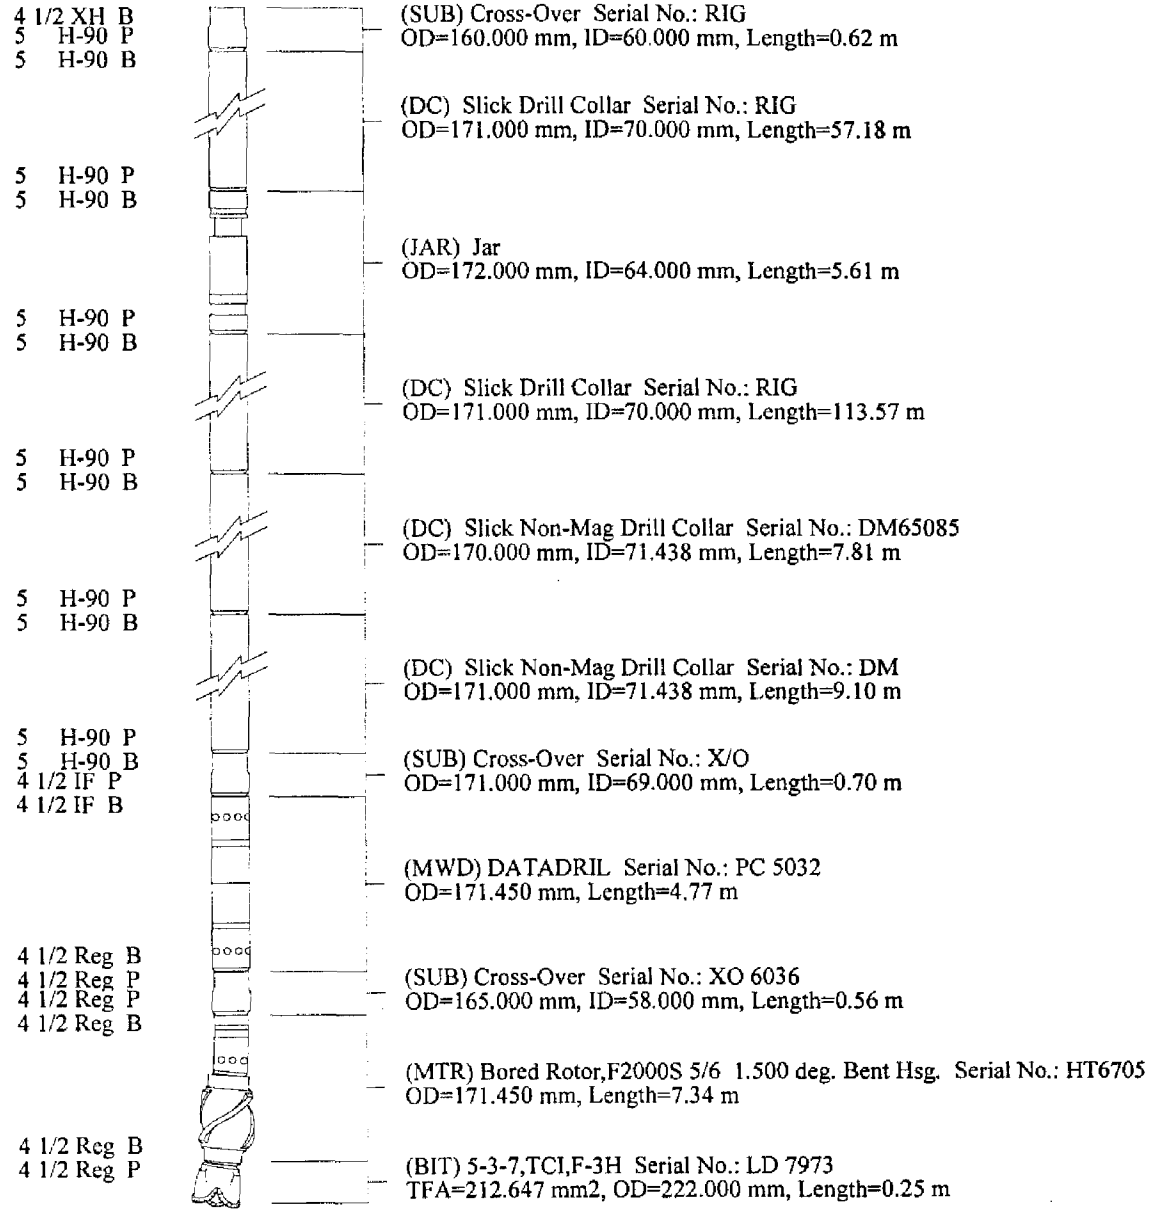 4 1/2 XH B
5 H-90 P
5 H-90 B
(SUB) Cross-Over Serial No.: RIG
OD=160.000 mm, ID=60.000 mm, Length=0.62 m
(DC) Slick Drill Collar Serial No.: RIG
OD=171.000 mm, ID=70.000 mm, Length=57.18 m
5 H-90 P
5 H-90 B
(JAR) Jar
OD=172.000 mm, ID=64.000 mm, Length=5.61 m
5 H-90 P
5 H-90 B
(DC) Slick Drill Collar Serial No.: RIG
OD=171.000 mm, ID=70.000 mm, Length=113.57 m
5 H-90 P
5 H-90 B
(DC) Slick Non-Mag Drill Collar Serial No.: DM65085
OD=170.000 mm, ID=71.438 mm, Length=7.81 m
5 H-90 P
5 H-90 B
(DC) Slick Non-Mag Drill Collar Serial No.: DM
OD=171.000 mm, ID=71.438 mm, Length=9.10 m
5 H-90 P
5 H-90 B
4 1/2 IF P
4 1/2 IF B
(SUB) Cross-Over Serial No.: X/O
OD=171.000 mm, ID=69.000 mm, Length=0.70 m
(MWD) DATADRIL Serial No.: PC 5032
OD=171.450 mm, Length=4.77 m
4 1/2 Reg B
4 1/2 Reg P
4 1/2 Reg P
4 1/2 Reg B
(SUB) Cross-Over Serial No.: XO 6036
OD=165.000 mm, ID=58.000 mm, Length=0.56 m
(MTR) Bored Rotor,F2000S 5/6 1.500 deg. Bent Hsg. Serial No.: HT6705
OD=171.450 mm, Length=7.34 m
4 1/2 Reg B
4 1/2 Reg P
(BIT) 5-3-7,TCI,F-3H Serial No.: LD 7973
TFA=212.647 mm2, OD=222.000 mm, Length=0.25 m